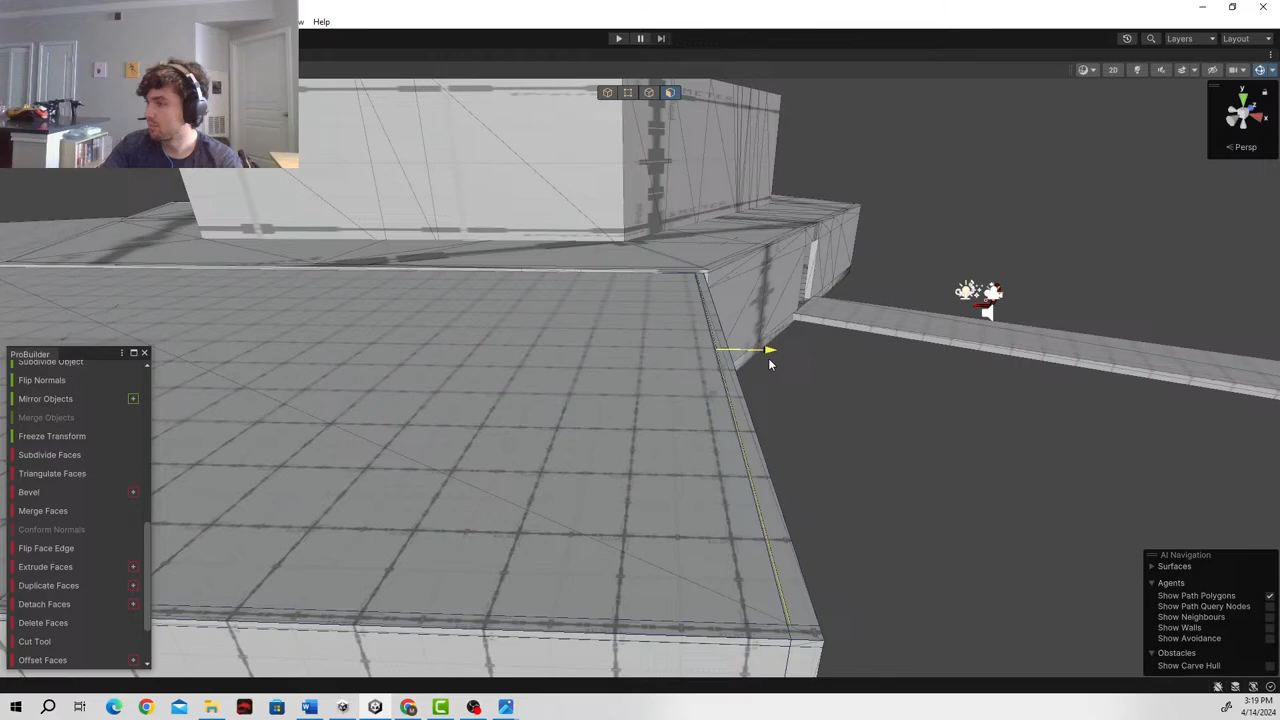 Help
Layers
Layout
2D
y
x
z
Persp
ProBuilder
Subdivide Object
Flip Normals
Mirror Objects
Merge Objects
Freeze Transform
Subdivide Faces
Triangulate Faces
Bevel
Merge Faces
Conform Normals
Flip Face Edge
Extrude Faces
Duplicate Faces
Detach Faces
Delete Faces
Cut Tool
Offset Faces
AI Navigation
Surfaces
Agents
Show Path Polygons
Show Path Query Nodes
Show Neighbours
Show Walls
Show Avoidance
Obstacles
Show Carve Hull
3:19 PM
4/14/2024